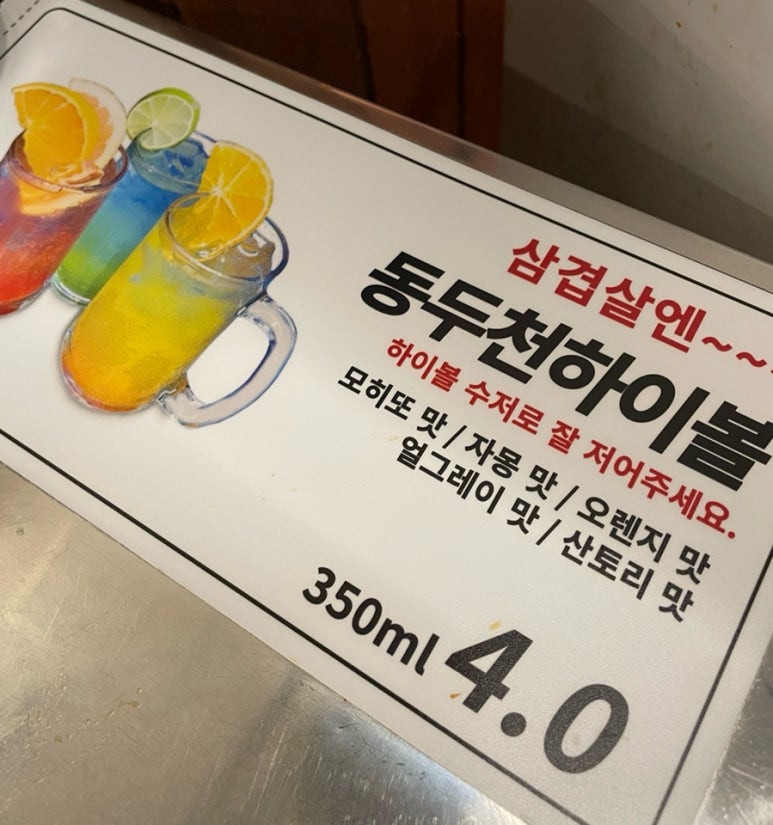 삼겹살엔~~~
동두천하이볼
하이볼 수저로 잘 저어주세요.
모히또 맛 / 자몽 맛 / 오렌지 맛
얼그레이 맛 / 산토리 맛
350ml 4.0